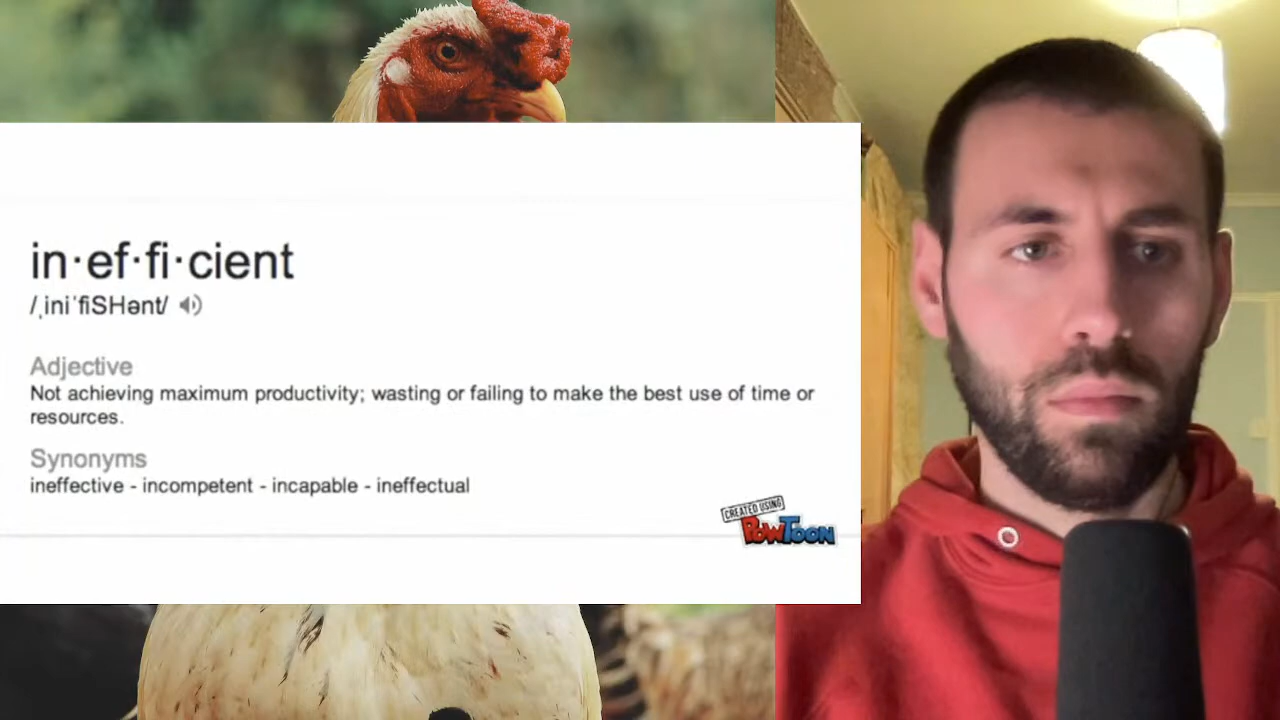 in·ef·fi·cient
/ˌiniˈfiSHənt/
Adjective
Not achieving maximum productivity; wasting or failing to make the best use of time or
resources.
Synonyms
ineffective - incompetent - incapable - ineffectual
CREATED USING
POWTOON